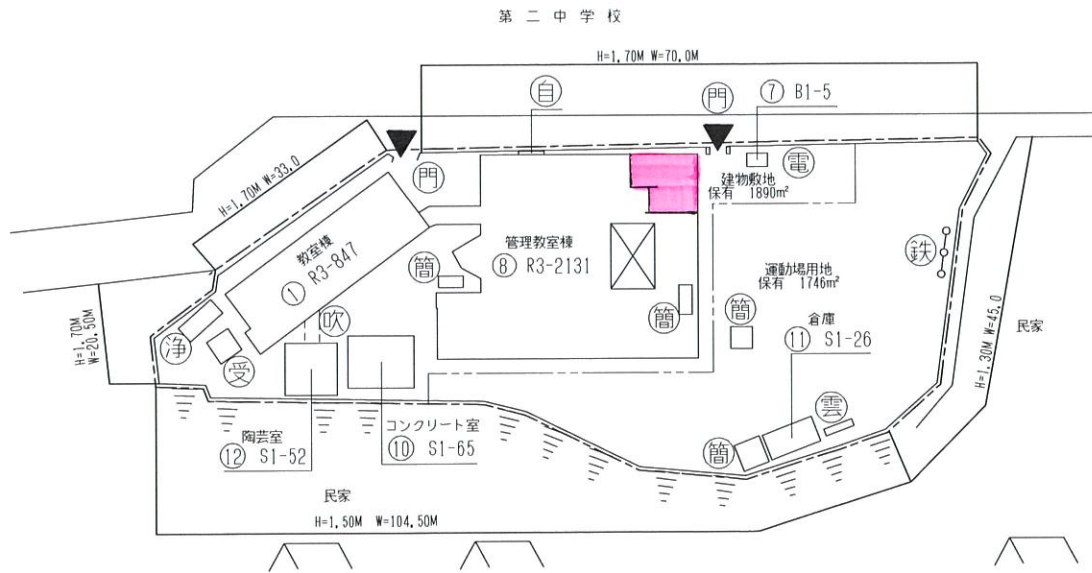 第二中学校
H=1,70M W=70.0M
自
門
⑦ B1-5
門
電
建物敷地
保有 1890m²
H=1,70M W=33.0
教室棟
① R3-847
簡
管理教室棟
⑧ R3-2131
鉄
運動場用地
保有 1746m²
簡
簡
倉庫
⑪ S1-26
民家
H=1.30M W=45.0
H=1.70M
W=20.50M
浄
受
吹
陶芸室
⑫ S1-52
コンクリート室
⑩ S1-65
雲
簡
民家
H=1.50M W=104.50M